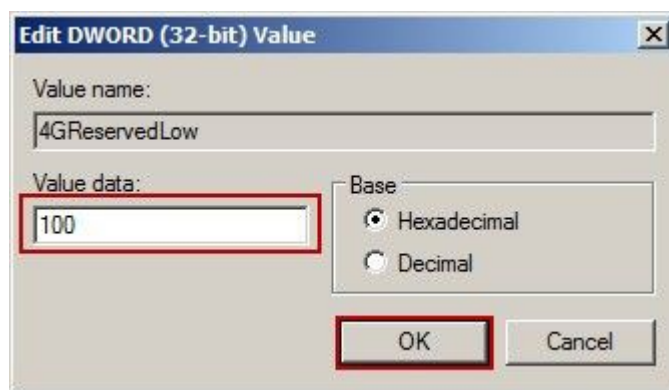 Edit DWORD (32-bit) Value
Value name:
4GReservedLow
Value data:
100
Base
Hexadecimal
Decimal
OK
Cancel